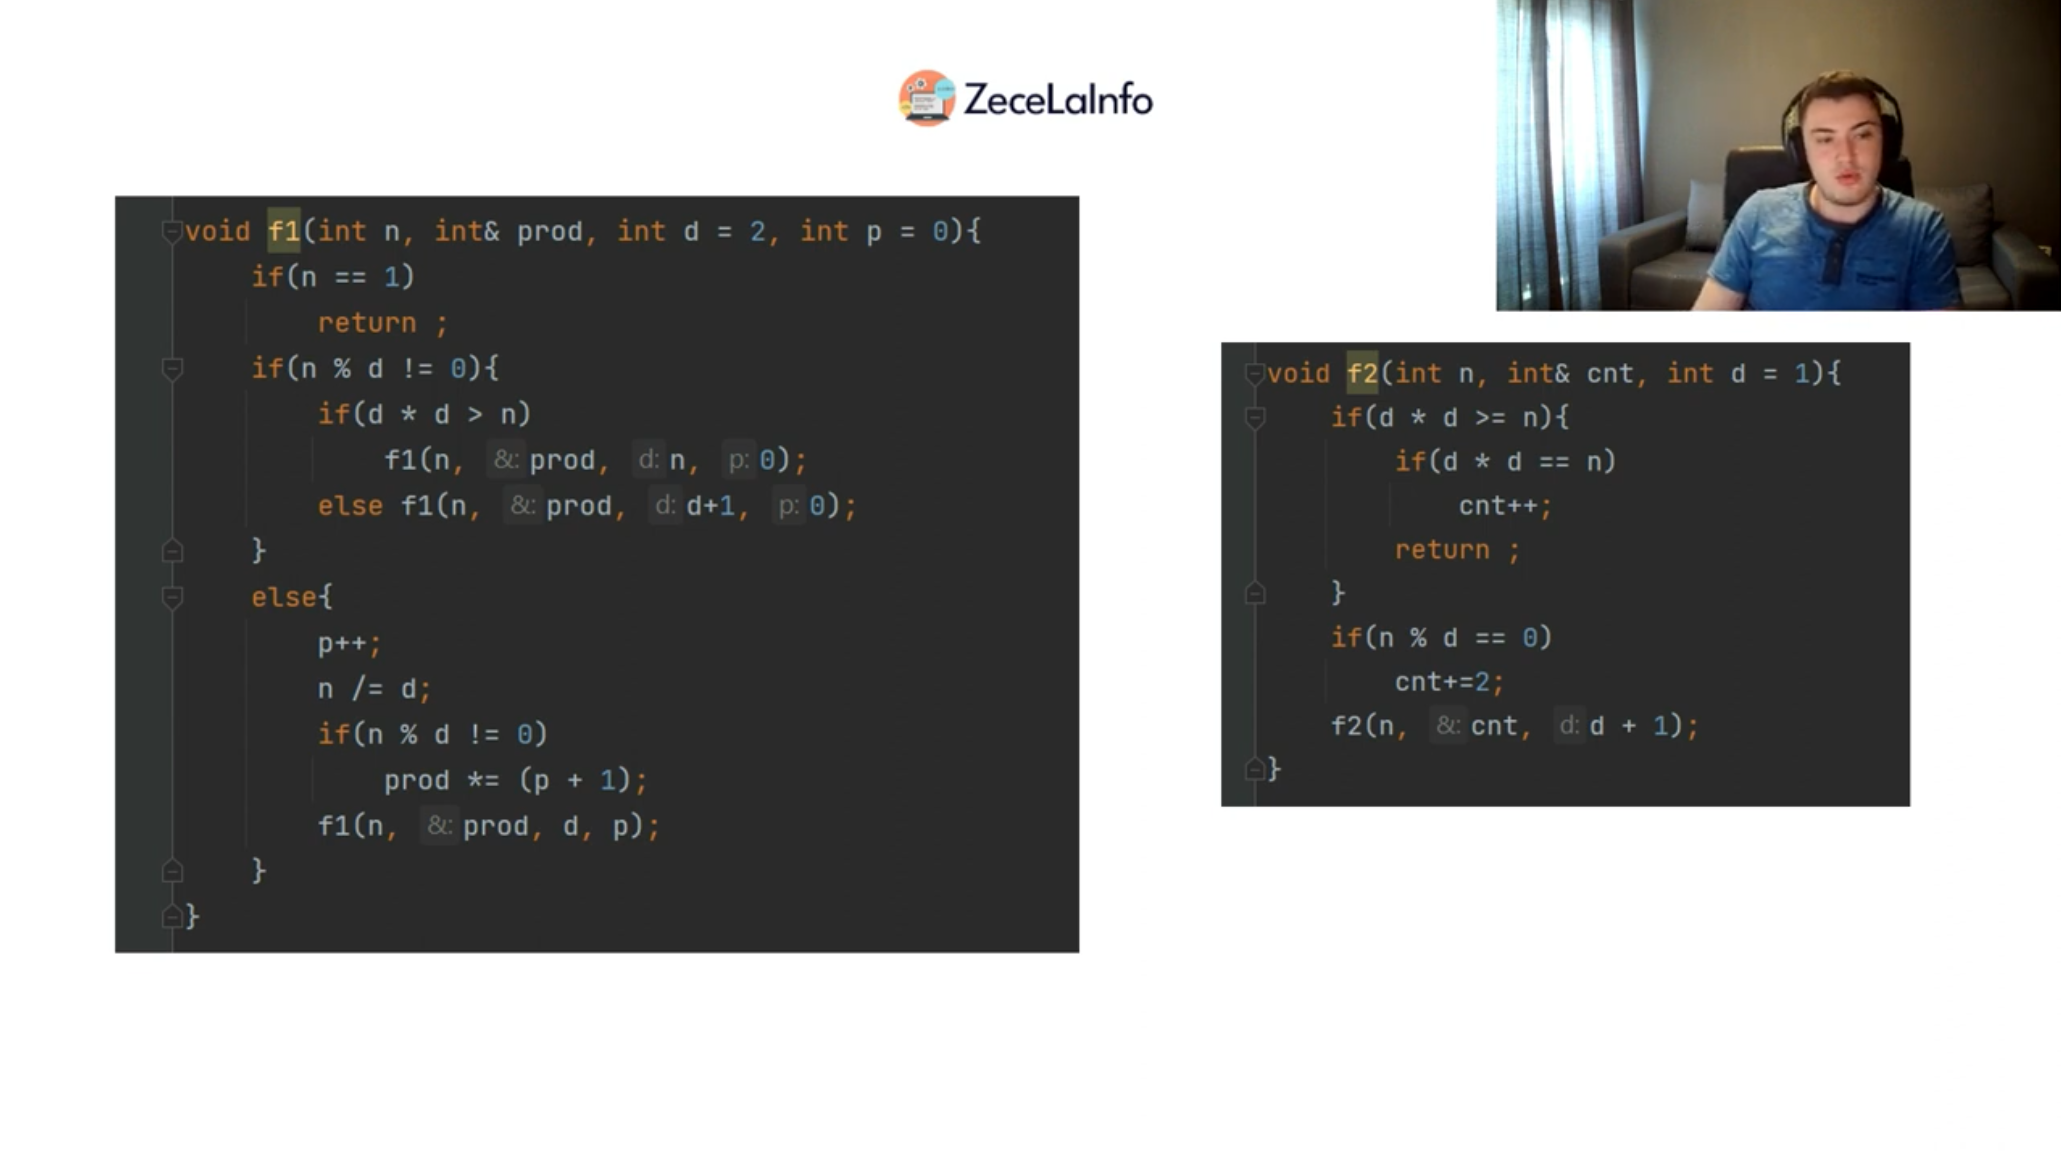 ZeceLaInfo
void f1(int n, int& prod, int d = 2, int p = 0){
if(n == 1)
return ;
if(n % d != 0){
if(d * d > n)
f1(n, &: prod, d: n, p: 0);
else f1(n, &: prod, d: d+1, p: 0);
}
else{
p++;
n /= d;
if(n % d != 0)
prod *= (p + 1);
f1(n, &: prod, d, p);
}
}
void f2(int n, int& cnt, int d = 1){
if(d * d >= n){
if(d * d == n)
cnt++;
return ;
}
if(n % d == 0)
cnt+=2;
f2(n, &: cnt, d: d + 1);
}